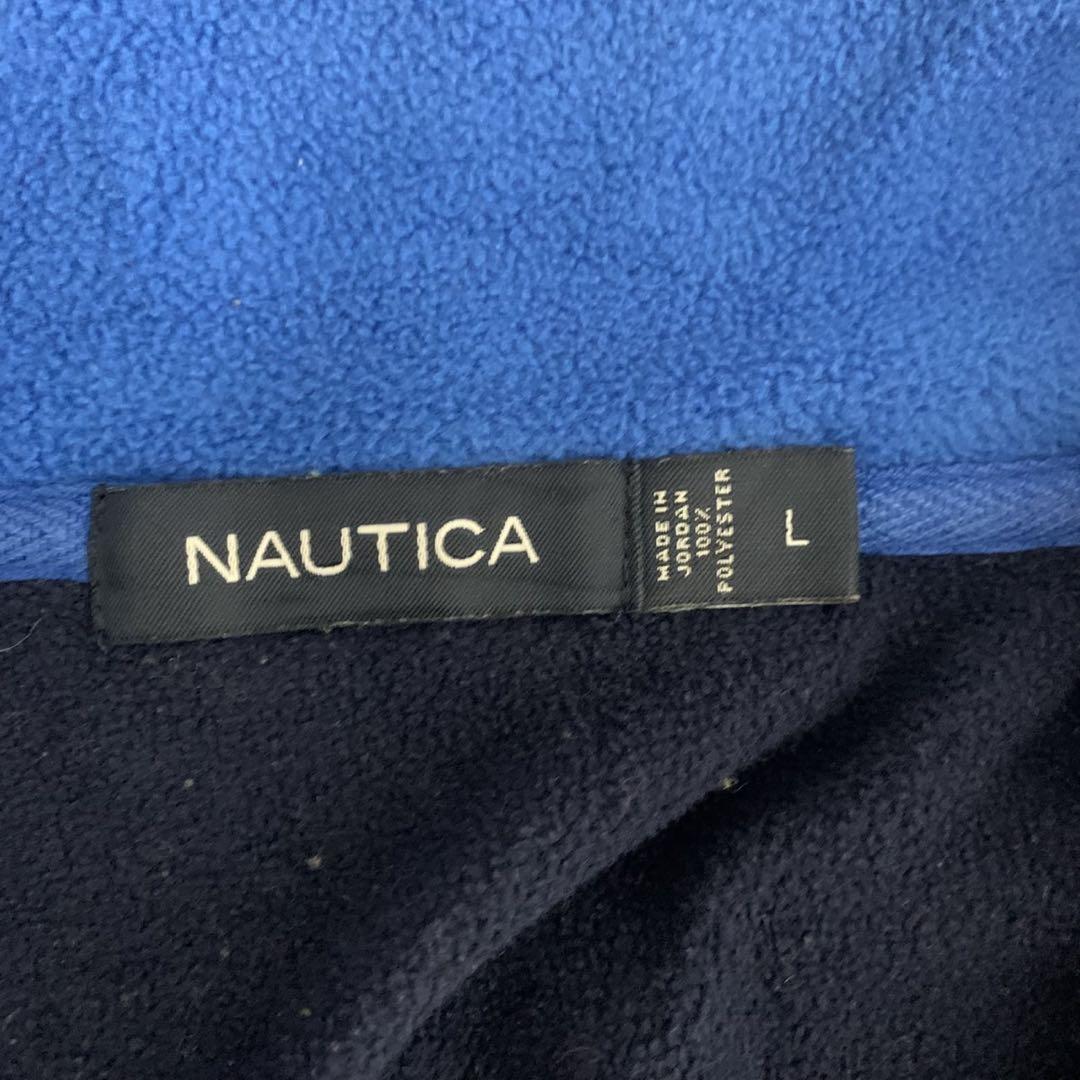 NAUTICA
MADE IN
JORDAN
100%
POLYESTER
L